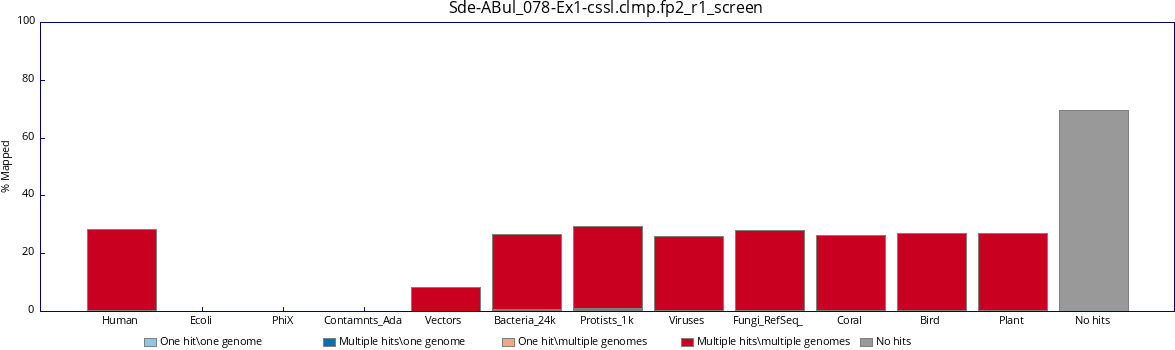 Sde-ABul_078-Ex1-cssl.clmp.fp2_r1_screen
100
80
60
40
20
0
% Mapped
Human Ecoli PhiX Contamnts_Ada Vectors Bacteria_24k Protists_1k Viruses Fungi_RefSeq_ Coral Bird Plant No hits
One hit\one genome Multiple hits\one genome One hit\multiple genomes Multiple hits\multiple genomes No hits